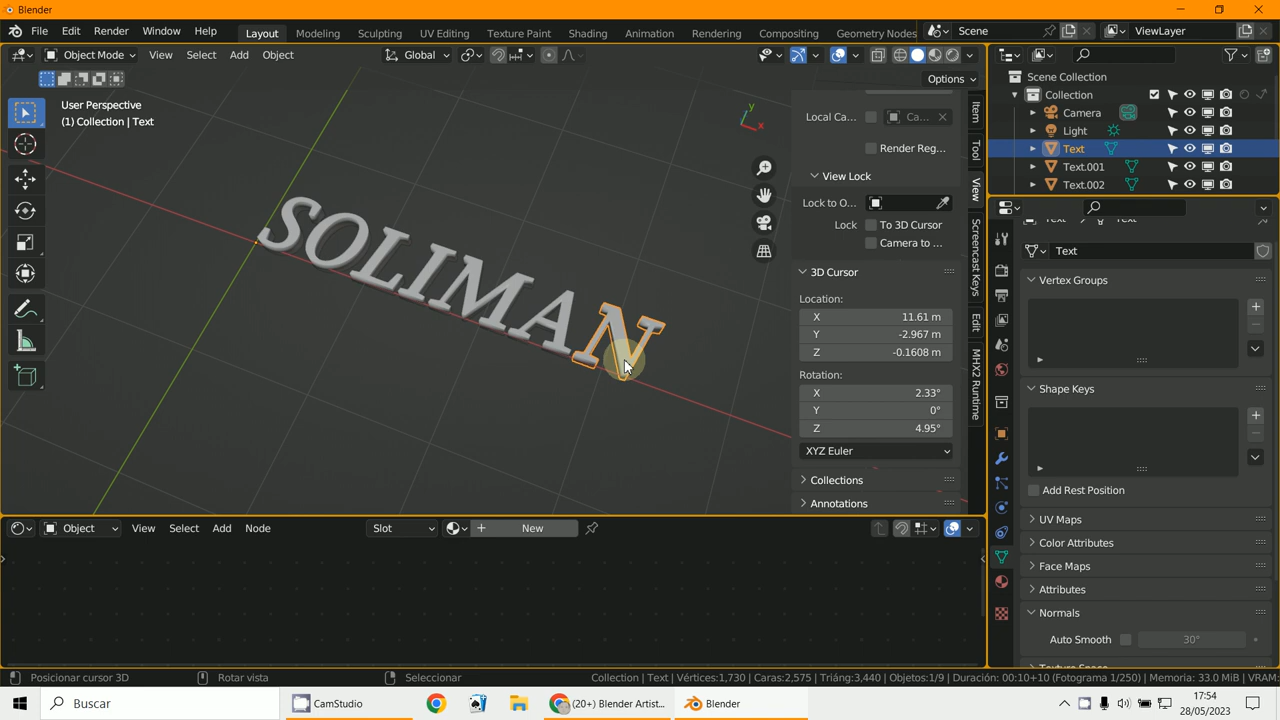 Blender
File Edit Render Window Help
Layout Modeling Sculpting UV Editing Texture Paint Shading Animation Rendering Compositing Geometry Nodes
Scene ViewLayer
Object Mode View Select Add Object Global
Options
User Perspective
(1) Collection | Text
y
x
SOLIMAN
Item
Tool
View
Screencast Keys
Edit
MHX2 Runtime
Local Ca... Ca...
Render Reg...
View Lock
Lock to O...
Lock To 3D Cursor
Camera to ...
3D Cursor
Location:
X 11.61 m
Y -2.967 m
Z -0.1608 m
Rotation:
X 2.33°
Y 0°
Z 4.95°
XYZ Euler
Collections
Annotations
Scene Collection
Collection
Camera
Light
Text
Text.001
Text.002
Text Text
Text
Vertex Groups
Shape Keys
Add Rest Position
UV Maps
Color Attributes
Face Maps
Attributes
Normals
Auto Smooth 30°
Texture Space
Object View Select Add Node Slot New
Posicionar cursor 3D Rotar vista Seleccionar Collection | Text | Vértices:1,730 | Caras:2,575 | Triáng:3,440 | Objetos:1/9 | Duración: 00:10+10 (Fotograma 1/250) | Memoria: 33.0 MiB | VRAM:
Buscar CamStudio (20+) Blender Artist... Blender
17:54
28/05/2023